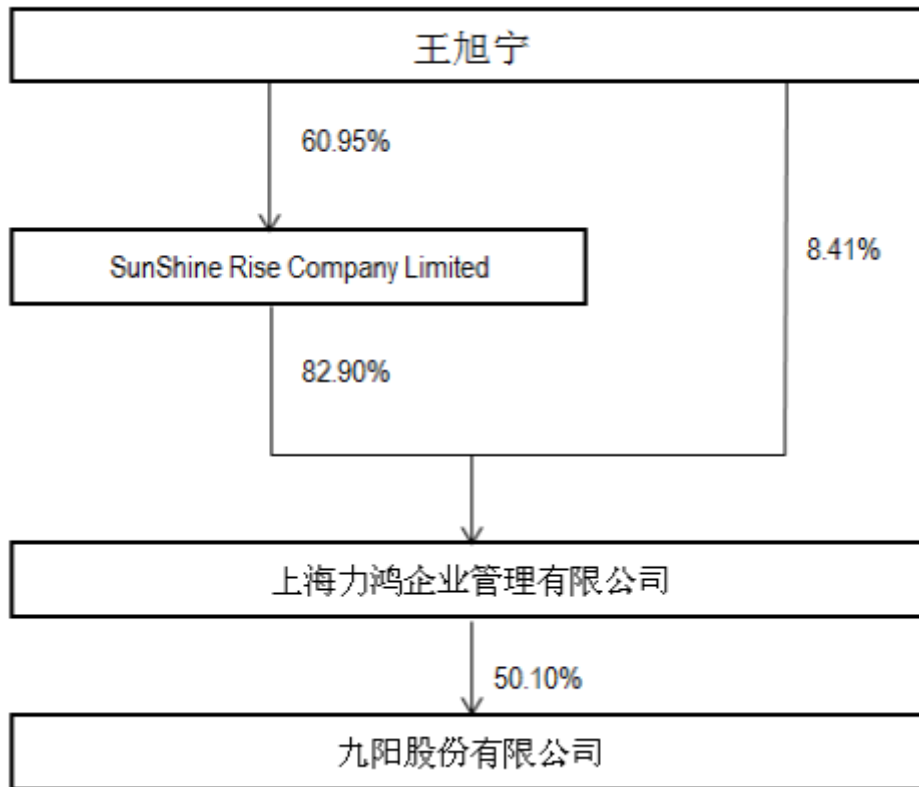 王旭宁
60.95%
8.41%
SunShine Rise Company Limited
82.90%
上海力鸿企业管理有限公司
50.10%
九阳股份有限公司